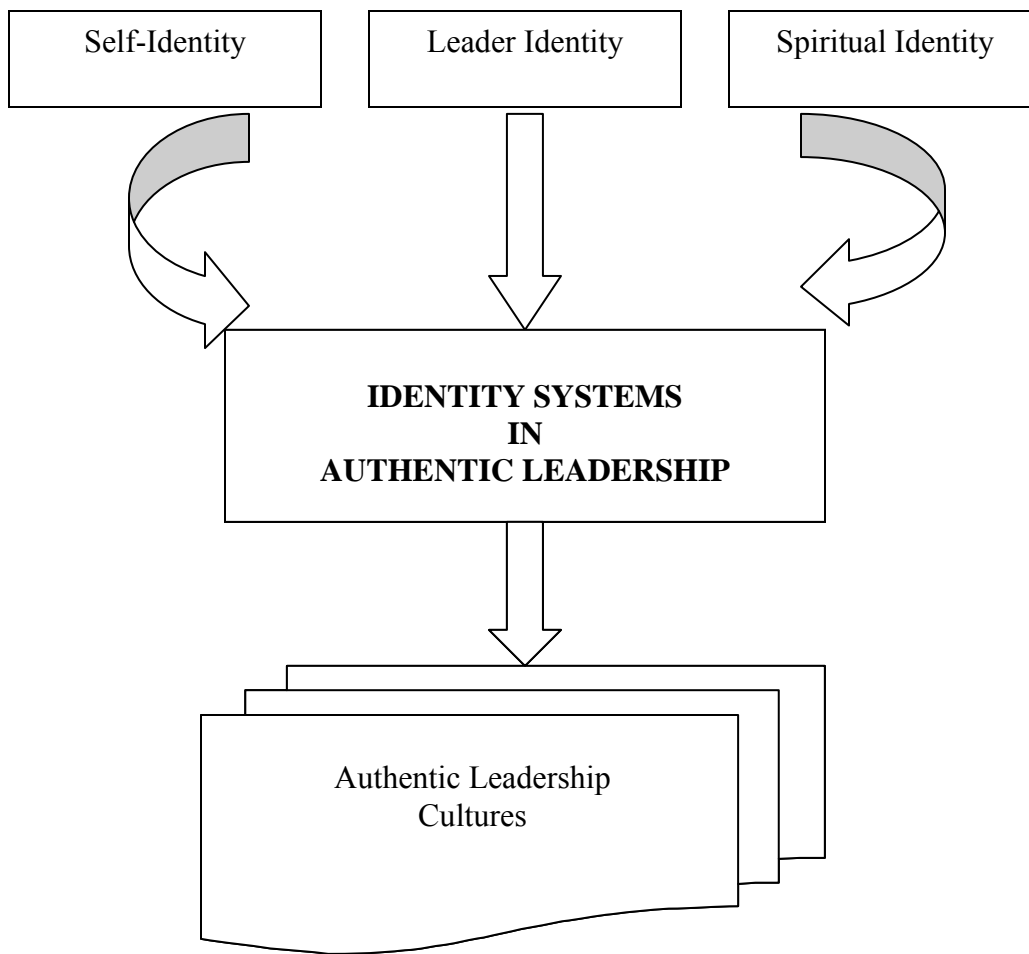 Self-Identity
Leader Identity
Spiritual Identity
IDENTITY SYSTEMS
IN
AUTHENTIC LEADERSHIP
Authentic Leadership
Cultures